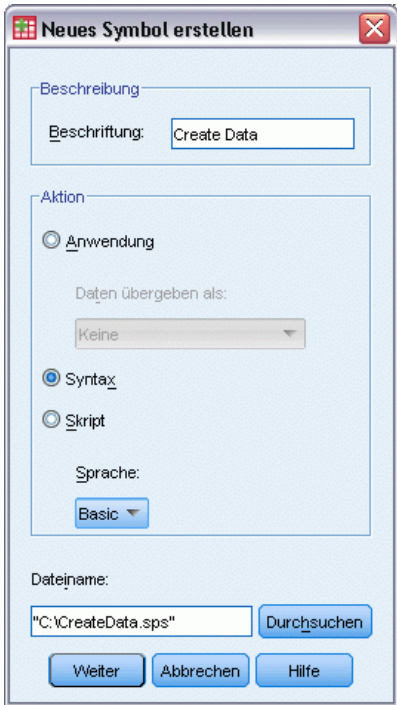 Neues Symbol erstellen
Beschreibung
Beschriftung: Create Data
Aktion
Anwendung
Daten übergeben als:
Keine
Syntax
Skript
Sprache:
Basic
Dateiname:
"C:\CreateData.sps" Durchsuchen
Weiter Abbrechen Hilfe